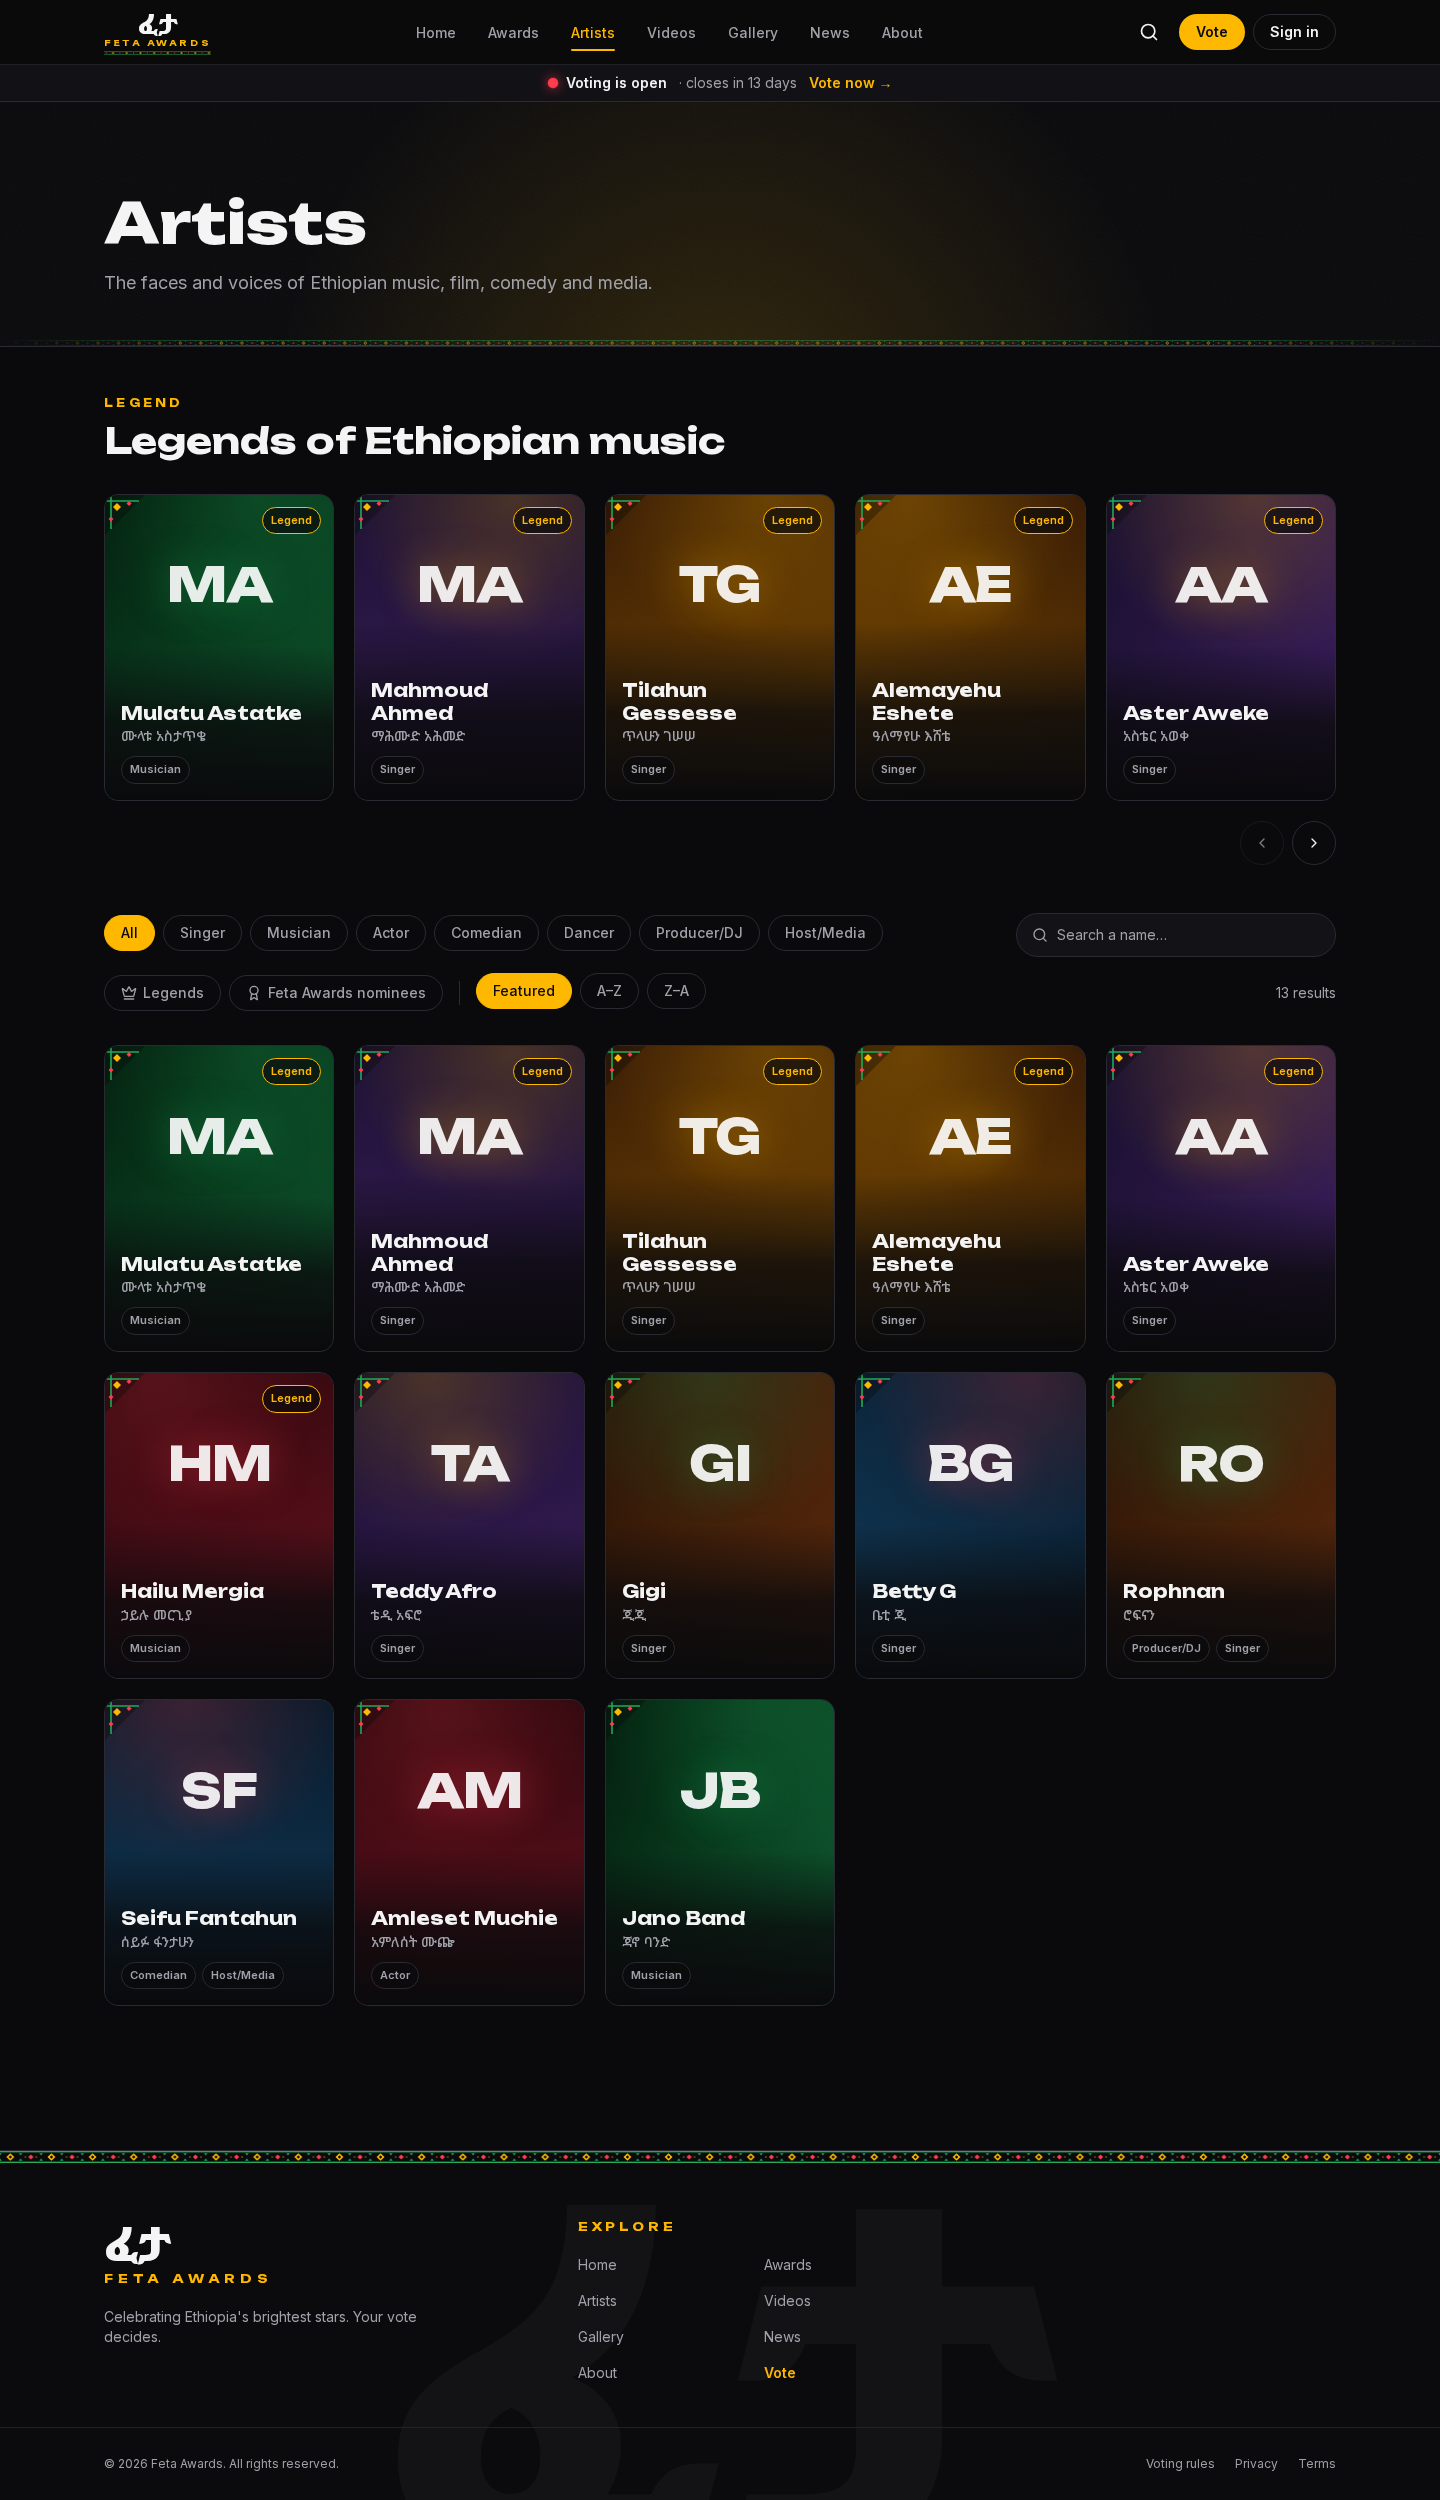 ፈታ
FETA AWARDS
Home Awards Artists Videos Gallery News About
Vote
Sign in
Voting is open · closes in 13 days Vote now →
Artists
The faces and voices of Ethiopian music, film, comedy and media.
LEGEND
Legends of Ethiopian music
Legend
MA
Mulatu Astatke
ሙላቱ አስታጥቄ
Musician
Legend
MA
Mahmoud
Ahmed
ማሕሙድ አሕመድ
Singer
Legend
TG
Tilahun
Gessesse
ጥላሁን ገሠሠ
Singer
Legend
AE
Alemayehu
Eshete
ዓለማየሁ እሸቴ
Singer
Legend
AA
Aster Aweke
አስቴር አወቀ
Singer
All Singer Musician Actor Comedian Dancer Producer/DJ Host/Media
Search a name…
Legends Feta Awards nominees Featured A–Z Z–A
13 results
Legend
MA
Mulatu Astatke
ሙላቱ አስታጥቄ
Musician
Legend
MA
Mahmoud
Ahmed
ማሕሙድ አሕመድ
Singer
Legend
TG
Tilahun
Gessesse
ጥላሁን ገሠሠ
Singer
Legend
AE
Alemayehu
Eshete
ዓለማየሁ እሸቴ
Singer
Legend
AA
Aster Aweke
አስቴር አወቀ
Singer
Legend
HM
Hailu Mergia
ኃይሉ መርጊያ
Musician
TA
Teddy Afro
ቴዲ አፍሮ
Singer
GI
Gigi
ጂጂ
Singer
BG
Betty G
ቤቲ ጂ
Singer
RO
Rophnan
ሮፍናን
Producer/DJ Singer
SF
Seifu Fantahun
ሰይፉ ፋንታሁን
Comedian Host/Media
AM
Amleset Muchie
አምለሰት ሙጬ
Actor
JB
Jano Band
ጃኖ ባንድ
Musician
ፈታ
ፈታ
FETA AWARDS
Celebrating Ethiopia's brightest stars. Your vote
decides.
EXPLORE
Home Awards
Artists Videos
Gallery News
About Vote
© 2026 Feta Awards. All rights reserved.
Voting rules Privacy Terms